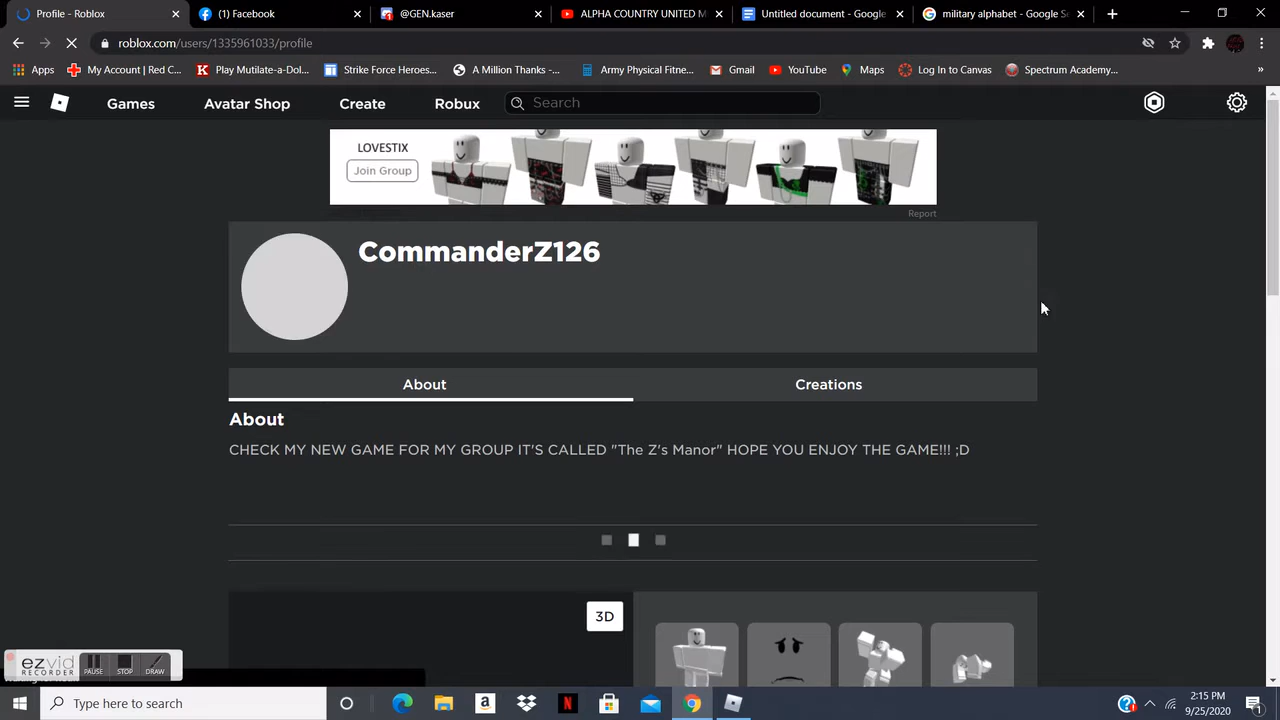 Profile - Roblox
(1) Facebook
@GEN.kaser
ALPHA COUNTRY UNITED M
Untitled document - Google
military alphabet - Google S
roblox.com/users/1335961033/profile
Apps
My Account | Red C...
Play Mutilate-a-Dol...
Strike Force Heroes...
A Million Thanks -...
Army Physical Fitne...
Gmail
YouTube
Maps
Log In to Canvas
Spectrum Academy...
»
Games
Avatar Shop
Create
Robux
Search
LOVESTIX
Join Group
Report
CommanderZ126
About
Creations
About
CHECK MY NEW GAME FOR MY GROUP IT'S CALLED "The Z's Manor" HOPE YOU ENJOY THE GAME!!! ;D
3D
ezvid
RECORDER
PAUSE
STOP
DRAW
Type here to search
2:15 PM
9/25/2020
1